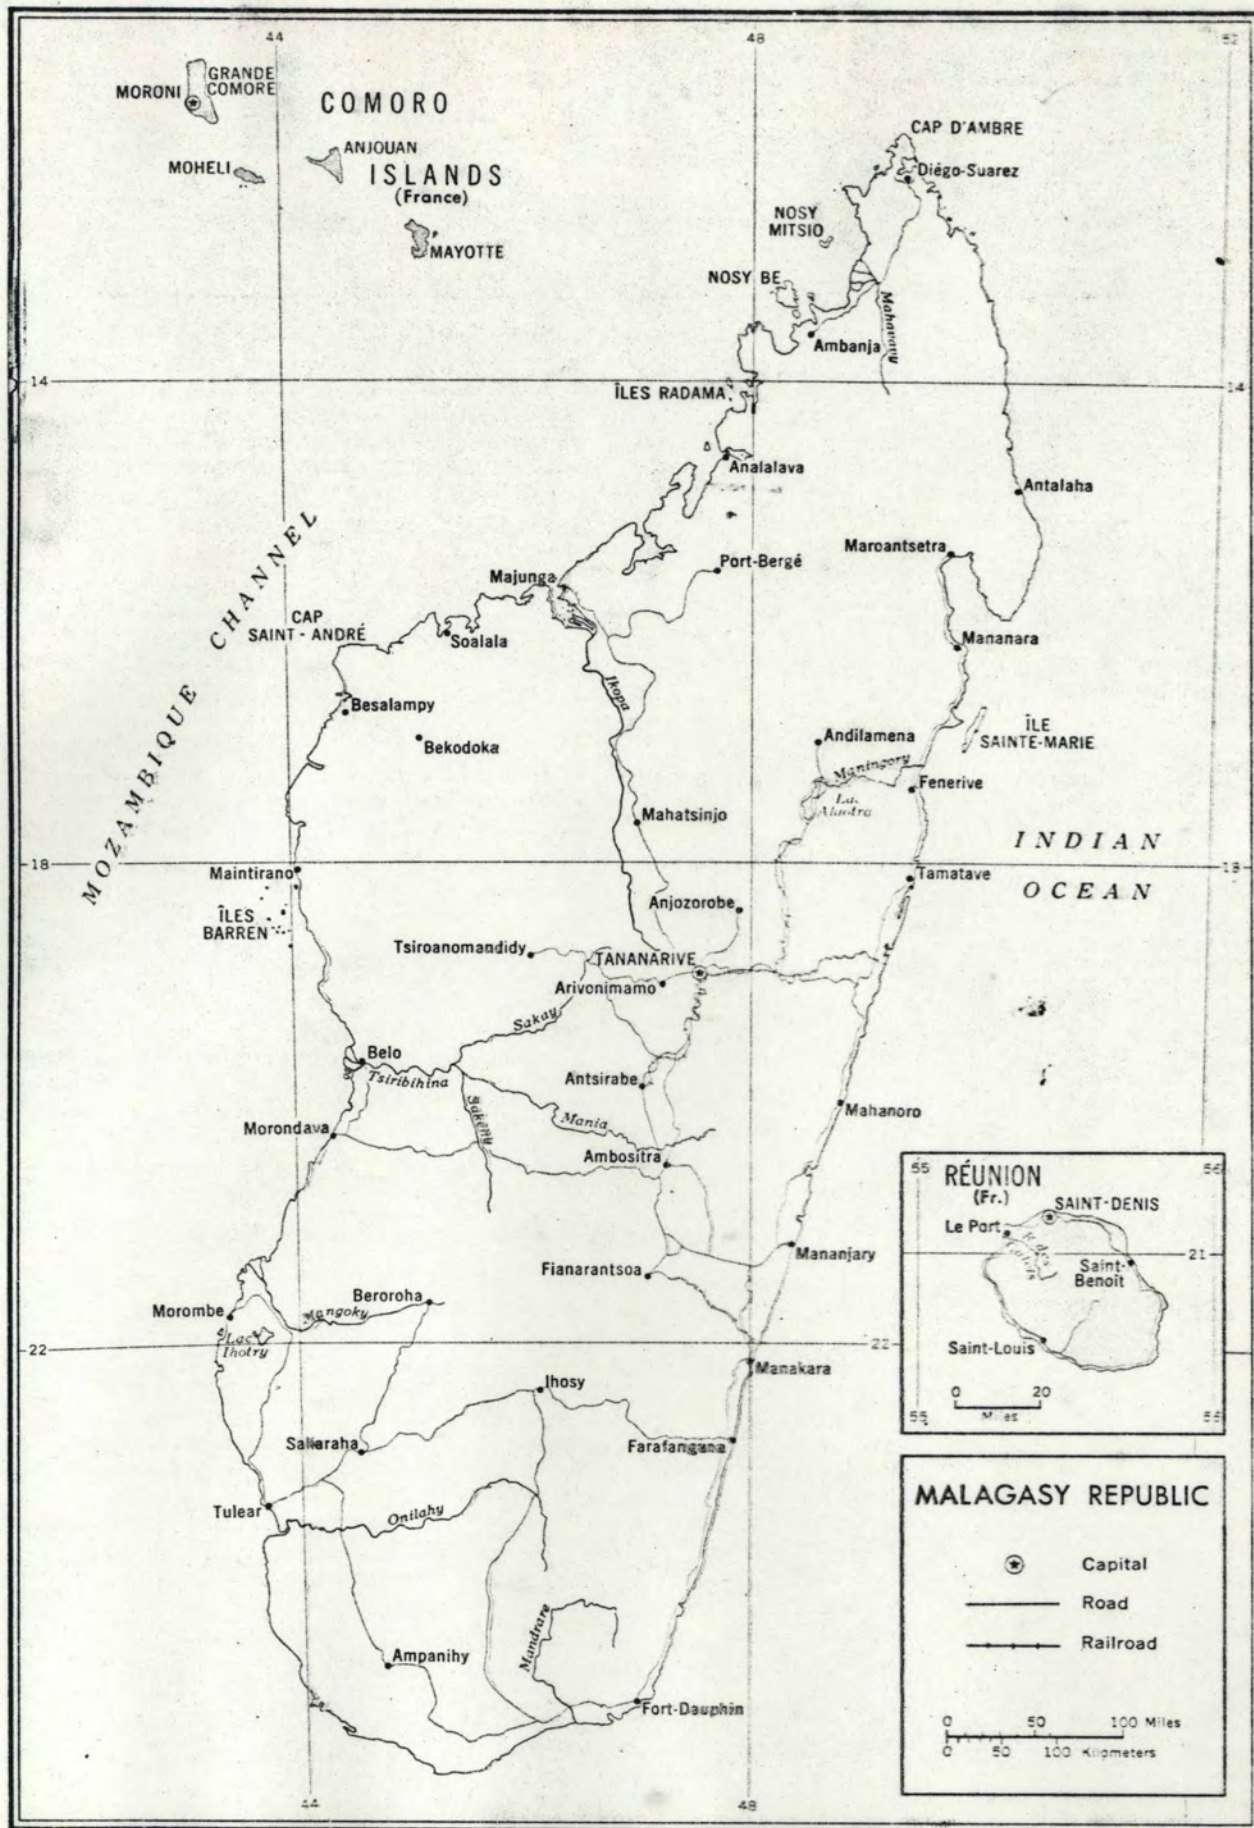 44
48
52
GRANDE
COMORE
MORONI
COMORO
ISLANDS
(France)
ANJOUAN
MOHELI
MAYOTTE
CAP D'AMBRE
Diégo-Suarez
NOSY
MITSIO
NOSY BE
Mahavavy
Ambanja
14
14
ÎLES RADAMA
Analalava
Antalaha
Maroantsetra
Port-Bergé
Majunga
MOZAMBIQUE CHANNEL
CAP
SAINT-ANDRÉ
Soalala
Mananara
Ikopa
Besalampy
Bekodoka
Andilamena
ÎLE
SAINTE-MARIE
Maningory
Fenerive
Mahatsinjo
La.
Alaotra
INDIAN
OCEAN
18
18
Maintirano
Tamatave
ÎLES
BARREN
Anjozorobe
Tsiroanomandidy
TANANARIVE
Arivonimamo
Sakay
Belo
Tsiribihina
Antsirabe
Sakeny
Mania
Mahanoro
Morondava
Ambositra
Mananjary
Fianarantsoa
Beroroha
Morombe
Mangoky
Lac
Ihotry
22
22
Manakara
Ihosy
Sakaraha
Farafangana
Tulear
Onilahy
Mandrare
Ampanihy
Fort-Dauphin
44
48
55
56
RÉUNION
(Fr.)
SAINT-DENIS
Le Port
R. des
Galets
21
Saint-
Benoît
Saint-Louis
0 20
Miles
55
MALAGASY REPUBLIC
Capital
Road
Railroad
0 50 100 Miles
0 50 100 Kilometers